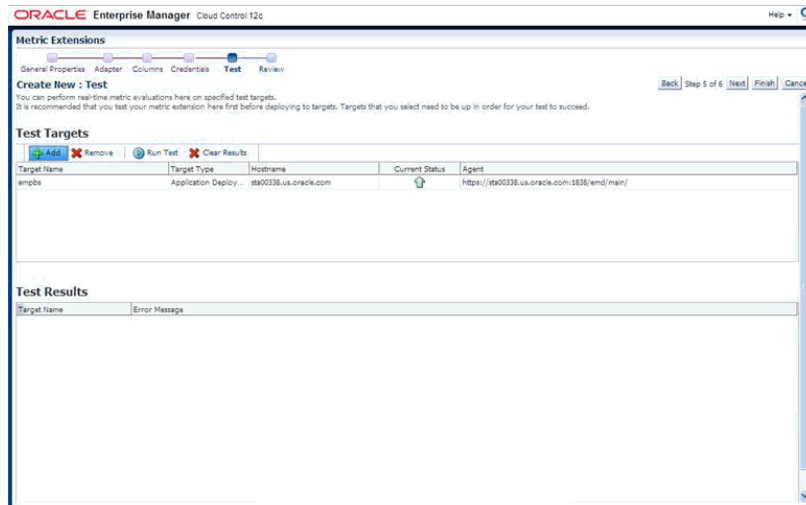 ORACLE Enterprise Manager Cloud Control 12c
Help
Metric Extensions
General Properties Adapter Columns Credentials Test Review
Create New : Test
Back Step 5 of 6 Next Finish Cance
You can perform real-time metric evaluations here on specified test targets.
It is recommended that you test your metric extension here first before deploying to targets. Targets that you select need to be up in order for your test to succeed.
Test Targets
Add Remove Run Test Clear Results
Target Name Target Type Hostname Current Status Agent
empbs Application Deploy... sta00338.us.oracle.com https://sta00338.us.oracle.com:1838/emd/main/
Test Results
Target Name Error Message